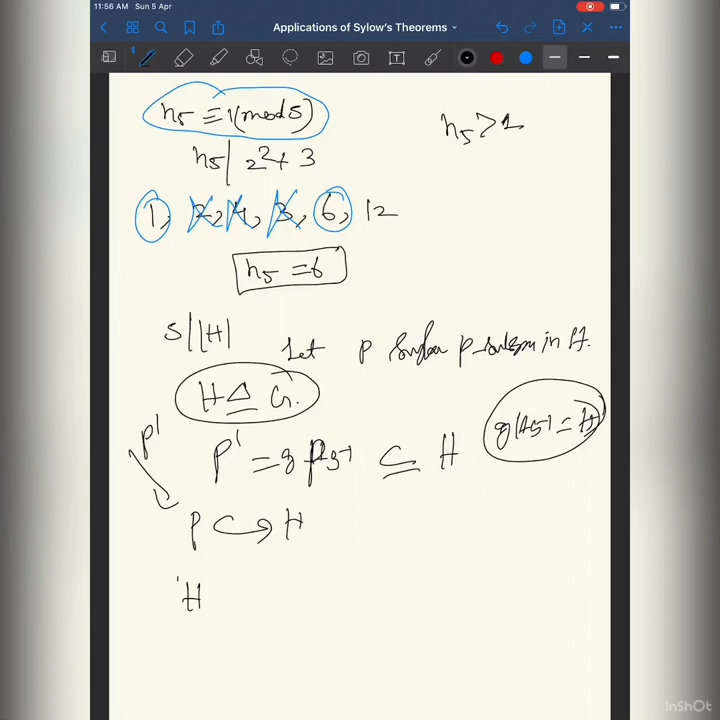 11:56 AM Sun 5 Apr
Applications of Sylow's Theorems
n₅ ≡ 1(mod 5)
n₅ > 1
n₅ | 2² + 3
1, 2, 4, 3, 6, 12
n₅ = 6
5 | |H|
Let P Sylow p-subgp in H.
H ⊴ G.
gHg⁻¹ = H
P'
P' = gPg⁻¹ ⊆ H
P ↪ H
H
InShOt